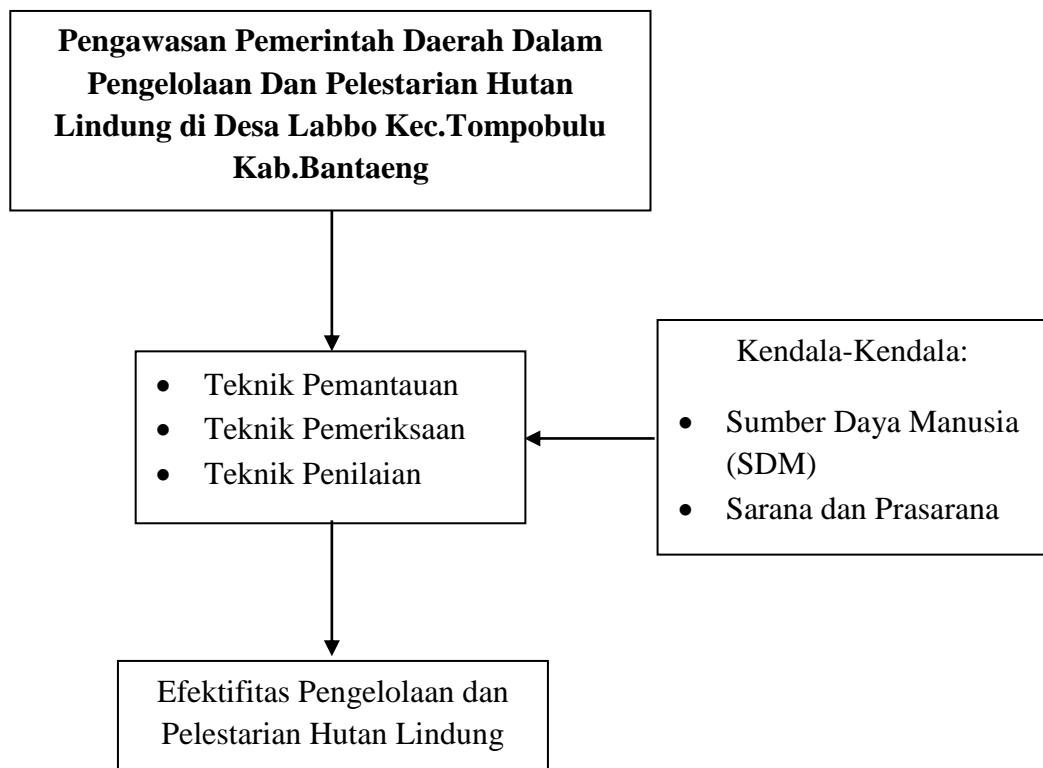 Pengawasan Pemerintah Daerah Dalam
Pengelolaan Dan Pelestarian Hutan
Lindung di Desa Labbo Kec.Tompobulu
Kab.Bantaeng
• Teknik Pemantauan
• Teknik Pemeriksaan
• Teknik Penilaian
Kendala-Kendala:
• Sumber Daya Manusia
(SDM)
• Sarana dan Prasarana
Efektifitas Pengelolaan dan
Pelestarian Hutan Lindung